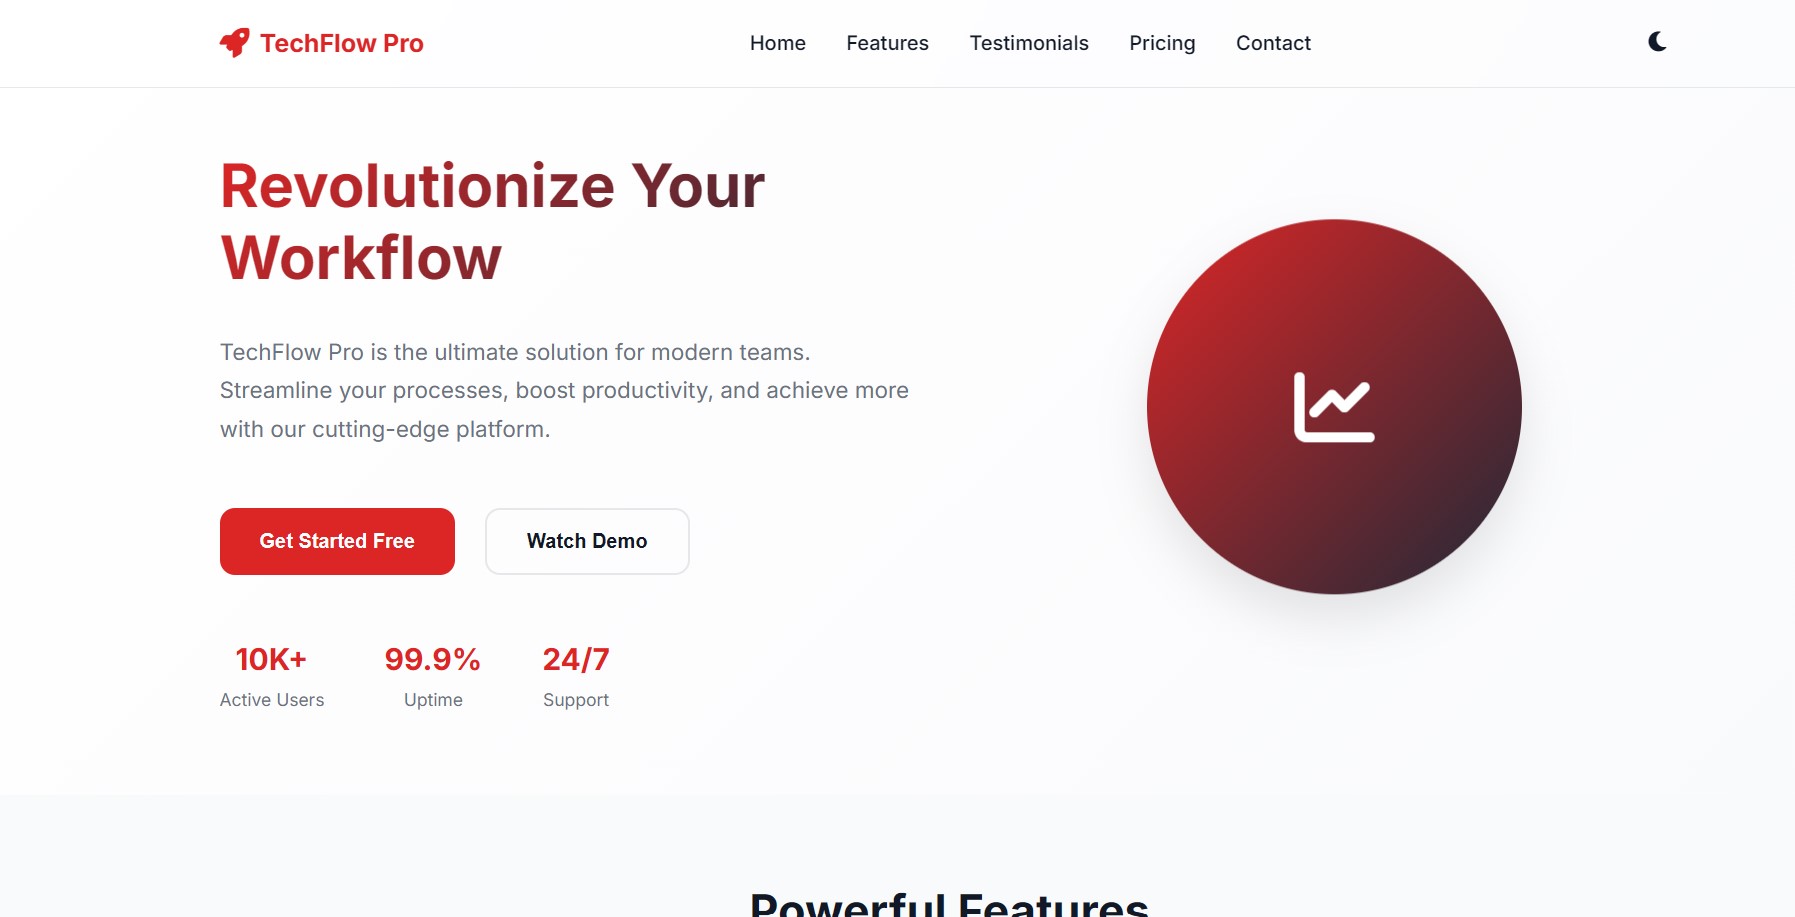 TechFlow Pro
Home Features Testimonials Pricing Contact
Revolutionize Your
Workflow
TechFlow Pro is the ultimate solution for modern teams.
Streamline your processes, boost productivity, and achieve more
with our cutting-edge platform.
Get Started Free
Watch Demo
10K+ 99.9% 24/7
Active Users Uptime Support
Powerful Features